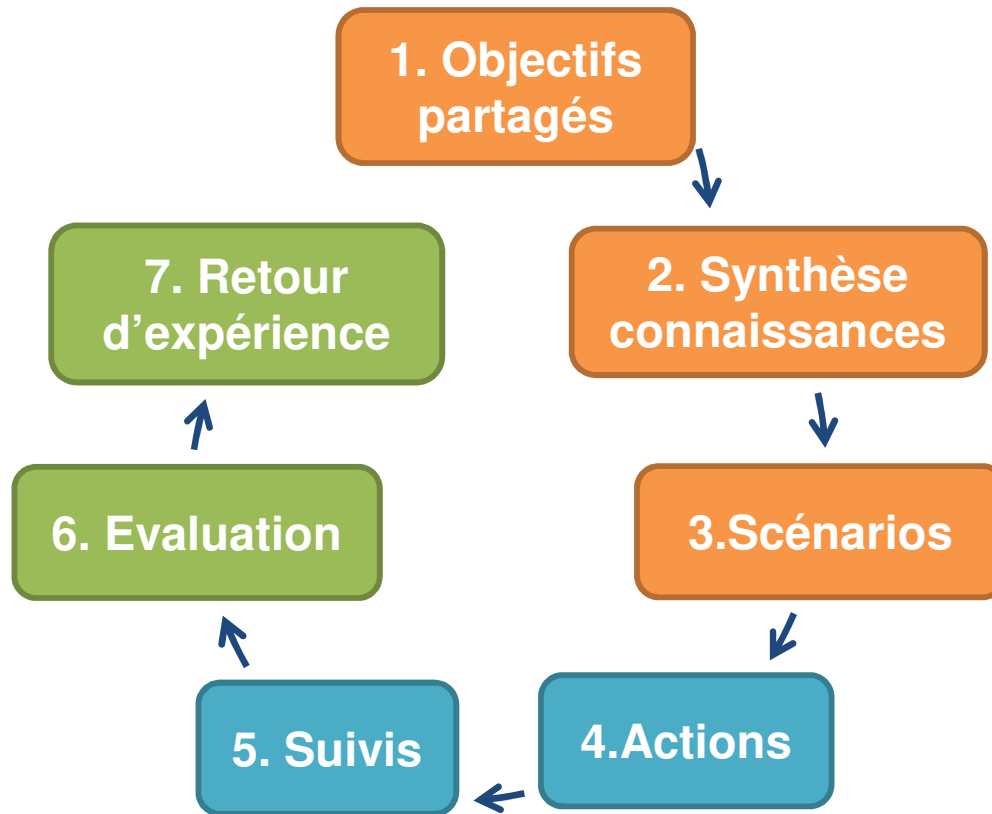 1. Objectifs
partagés
2. Synthèse
connaissances
3.Scénarios
4.Actions
5. Suivis
6. Evaluation
7. Retour
d’expérience